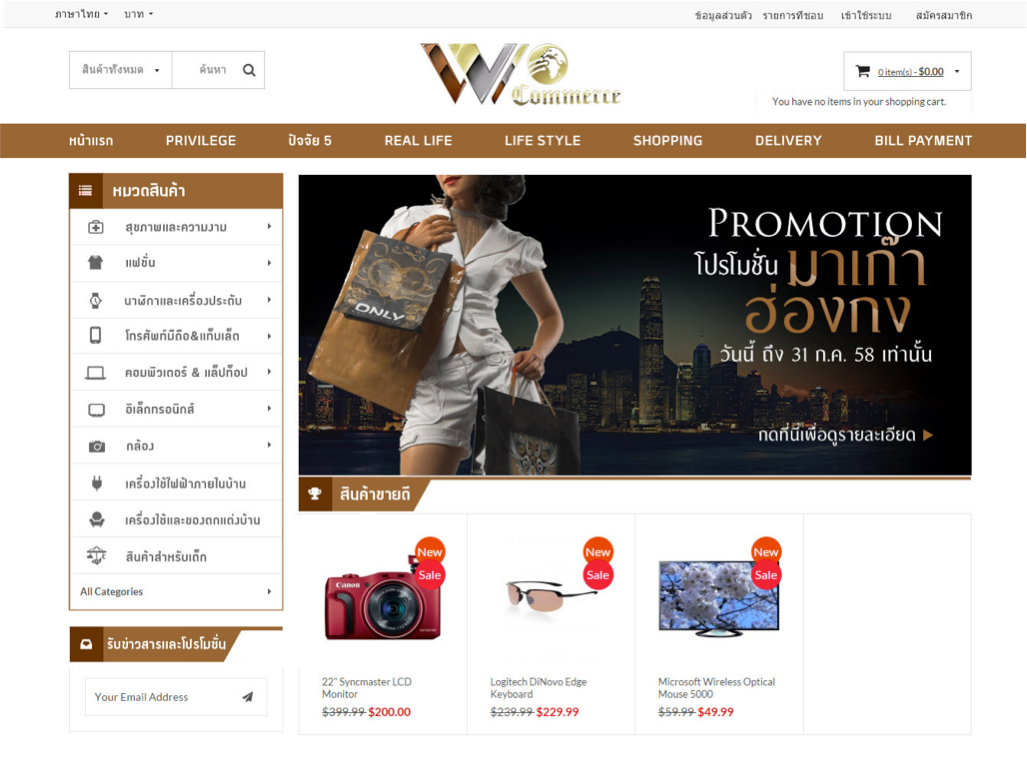 ภาษาไทย
บาท
ข้อมูลส่วนตัว
รายการที่ชอบ
เข้าใช้ระบบ
สมัครสมาชิก
สินค้าทั้งหมด
ค้นหา
Commerce
0 item(s) - $0.00
You have no items in your shopping cart.
หน้าแรก
PRIVILEGE
ปัจจัย 5
REAL LIFE
LIFE STYLE
SHOPPING
DELIVERY
BILL PAYMENT
หมวดสินค้า
สุขภาพและความงาม
แฟชั่น
นาฬิกาและเครื่องประดับ
โทรศัพท์มือถือ&แท็บเล็ต
คอมพิวเตอร์ & แล็ปท็อป
อิเล็กทรอนิกส์
กล้อง
เครื่องใช้ไฟฟ้าภายในบ้าน
เครื่องใช้และของตกแต่งบ้าน
สินค้าสำหรับเด็ก
All Categories
ONLY
PROMOTION
โปรโมชั่น มาเก๊า
ฮ่องกง
วันนี้ ถึง 31 ก.ค. 58 เท่านั้น
กดที่นี่เพื่อดูรายละเอียด
รับข่าวสารและโปรโมชั่น
Your Email Address
สินค้าขายดี
New
Sale
Canon
22" Syncmaster LCD
Monitor
$399.99 $200.00
New
Sale
Logitech DiNovo Edge
Keyboard
$239.99 $229.99
New
Sale
Microsoft Wireless Optical
Mouse 5000
$59.99 $49.99